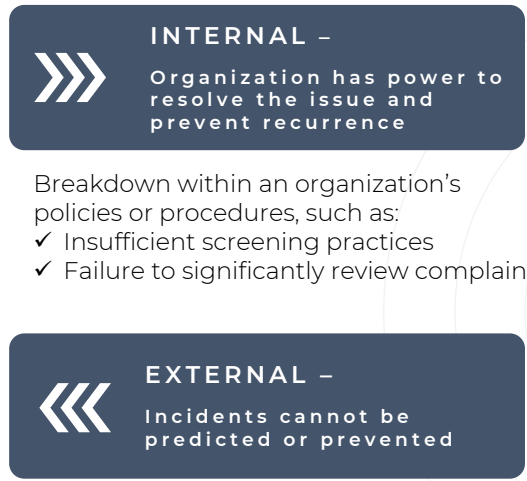 INTERNAL –
Organization has power to
resolve the issue and
prevent recurrence
Breakdown within an organization’s
policies or procedures, such as:
✓ Insufficient screening practices
✓ Failure to significantly review complain
EXTERNAL –
Incidents cannot be
predicted or prevented